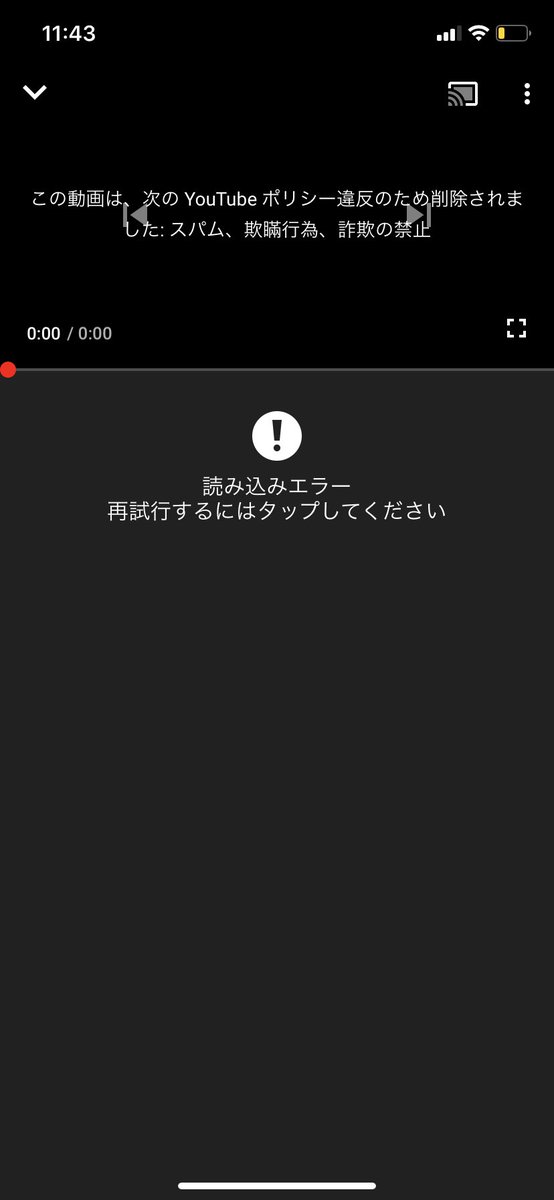 11:43
この動画は、次の YouTube ポリシー違反のため削除されま
した: スパム、欺瞞行為、詐欺の禁止
0:00 / 0:00
読み込みエラー
再試行するにはタップしてください